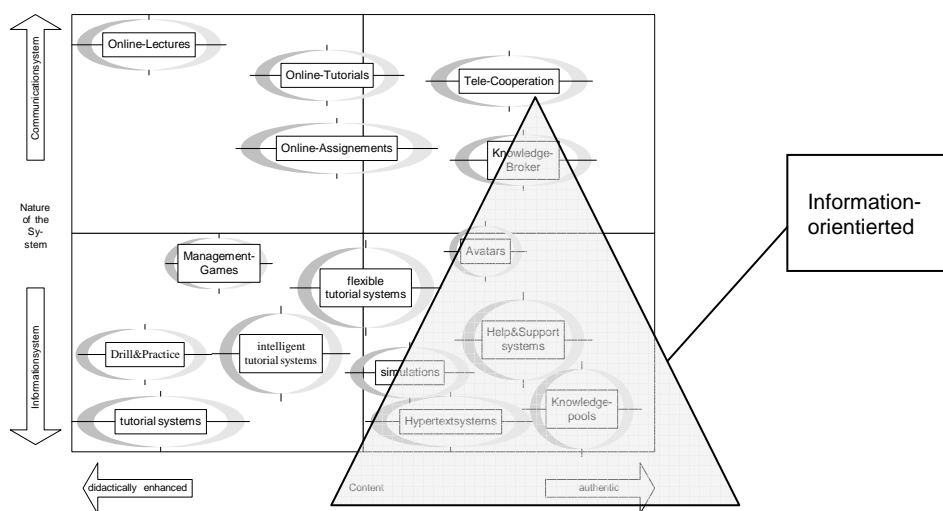 Communicationsystem
Nature
of the
Sy-
stem
Informationsystem
Online-Lectures
Online-Tutorials
Tele-Cooperation
Online-Assignements
Knowledge-
Broker
Management-
Games
flexible
tutorial systems
Avatars
Drill&Practice
intelligent
tutorial systems
simulations
Help&Support
systems
tutorial systems
Hypertextsystems
Knowledge-
pools
didactically enhanced
Content
authentic
Information-
orientierted